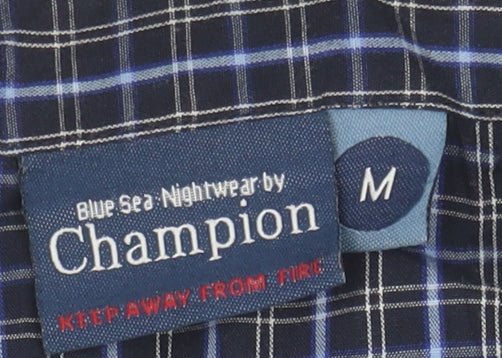 Blue Sea Nightwear by
Champion
KEEP AWAY FROM FIRE
M